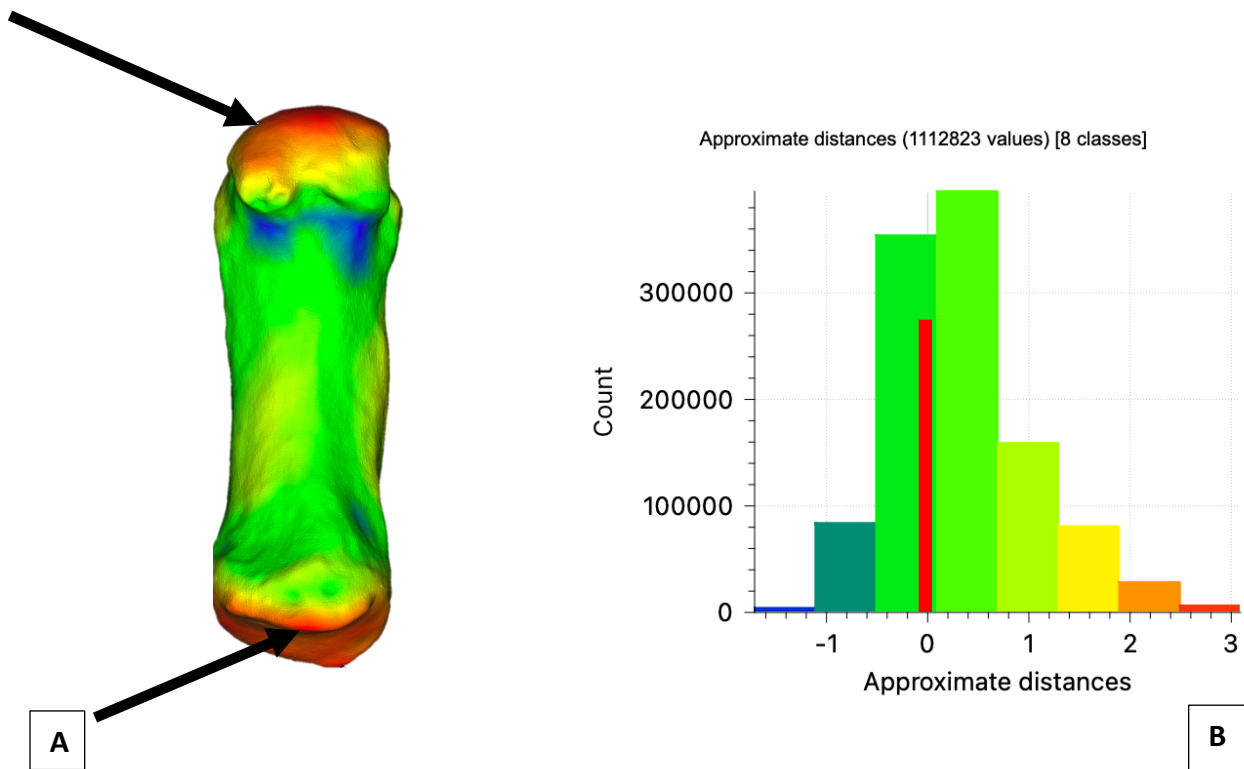 Approximate distances (1112823 values) [8 classes]
300000
200000
100000
0
Count
-1 0 1 2 3
Approximate distances
A
B